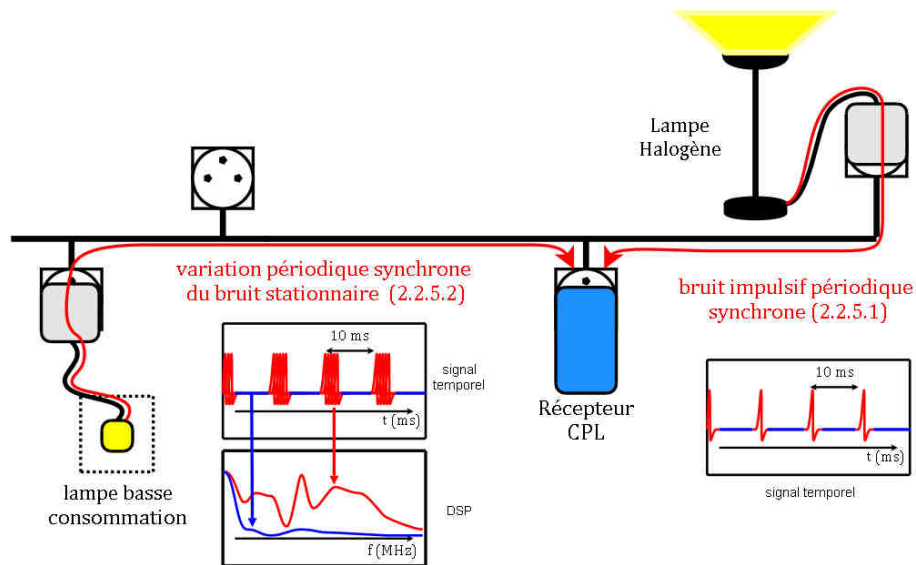 Lampe
Halogène
variation périodique synchrone
du bruit stationnaire (2.2.5.2)
bruit impulsif périodique
synchrone (2.2.5.1)
10 ms
signal
temporel
t (ms)
Récepteur
CPL
10 ms
t (ms)
signal temporel
lampe basse
consommation
DSP
f (MHz)